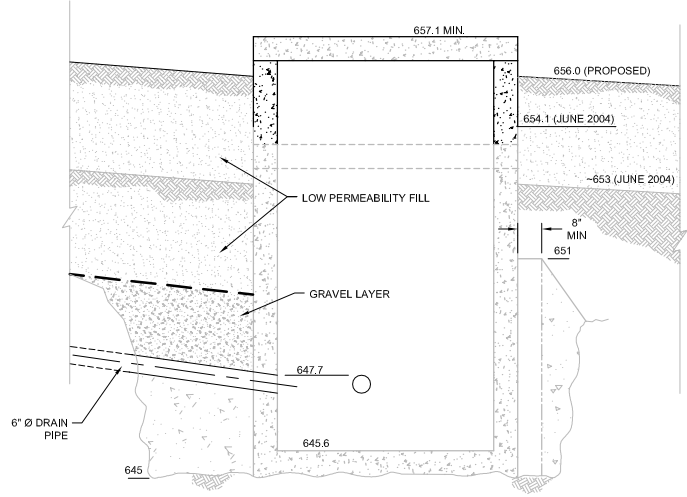 657.1 MIN.
656.0 (PROPOSED)
654.1 (JUNE 2004)
~653 (JUNE 2004)
LOW PERMEABILITY FILL
8"
MIN
651
GRAVEL LAYER
647.7
6" Ø DRAIN
PIPE
645.6
645